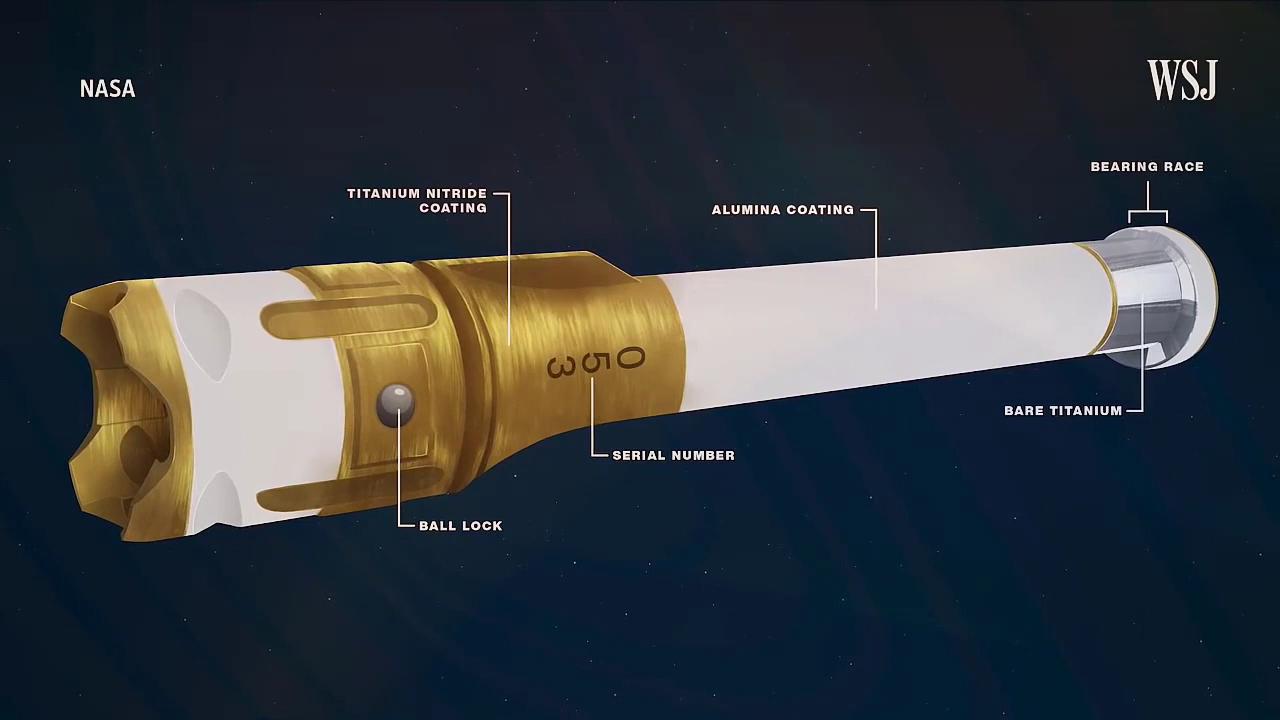 NASA
WSJ
BEARING RACE
TITANIUM NITRIDE
COATING
ALUMINA COATING
053
BARE TITANIUM
SERIAL NUMBER
BALL LOCK